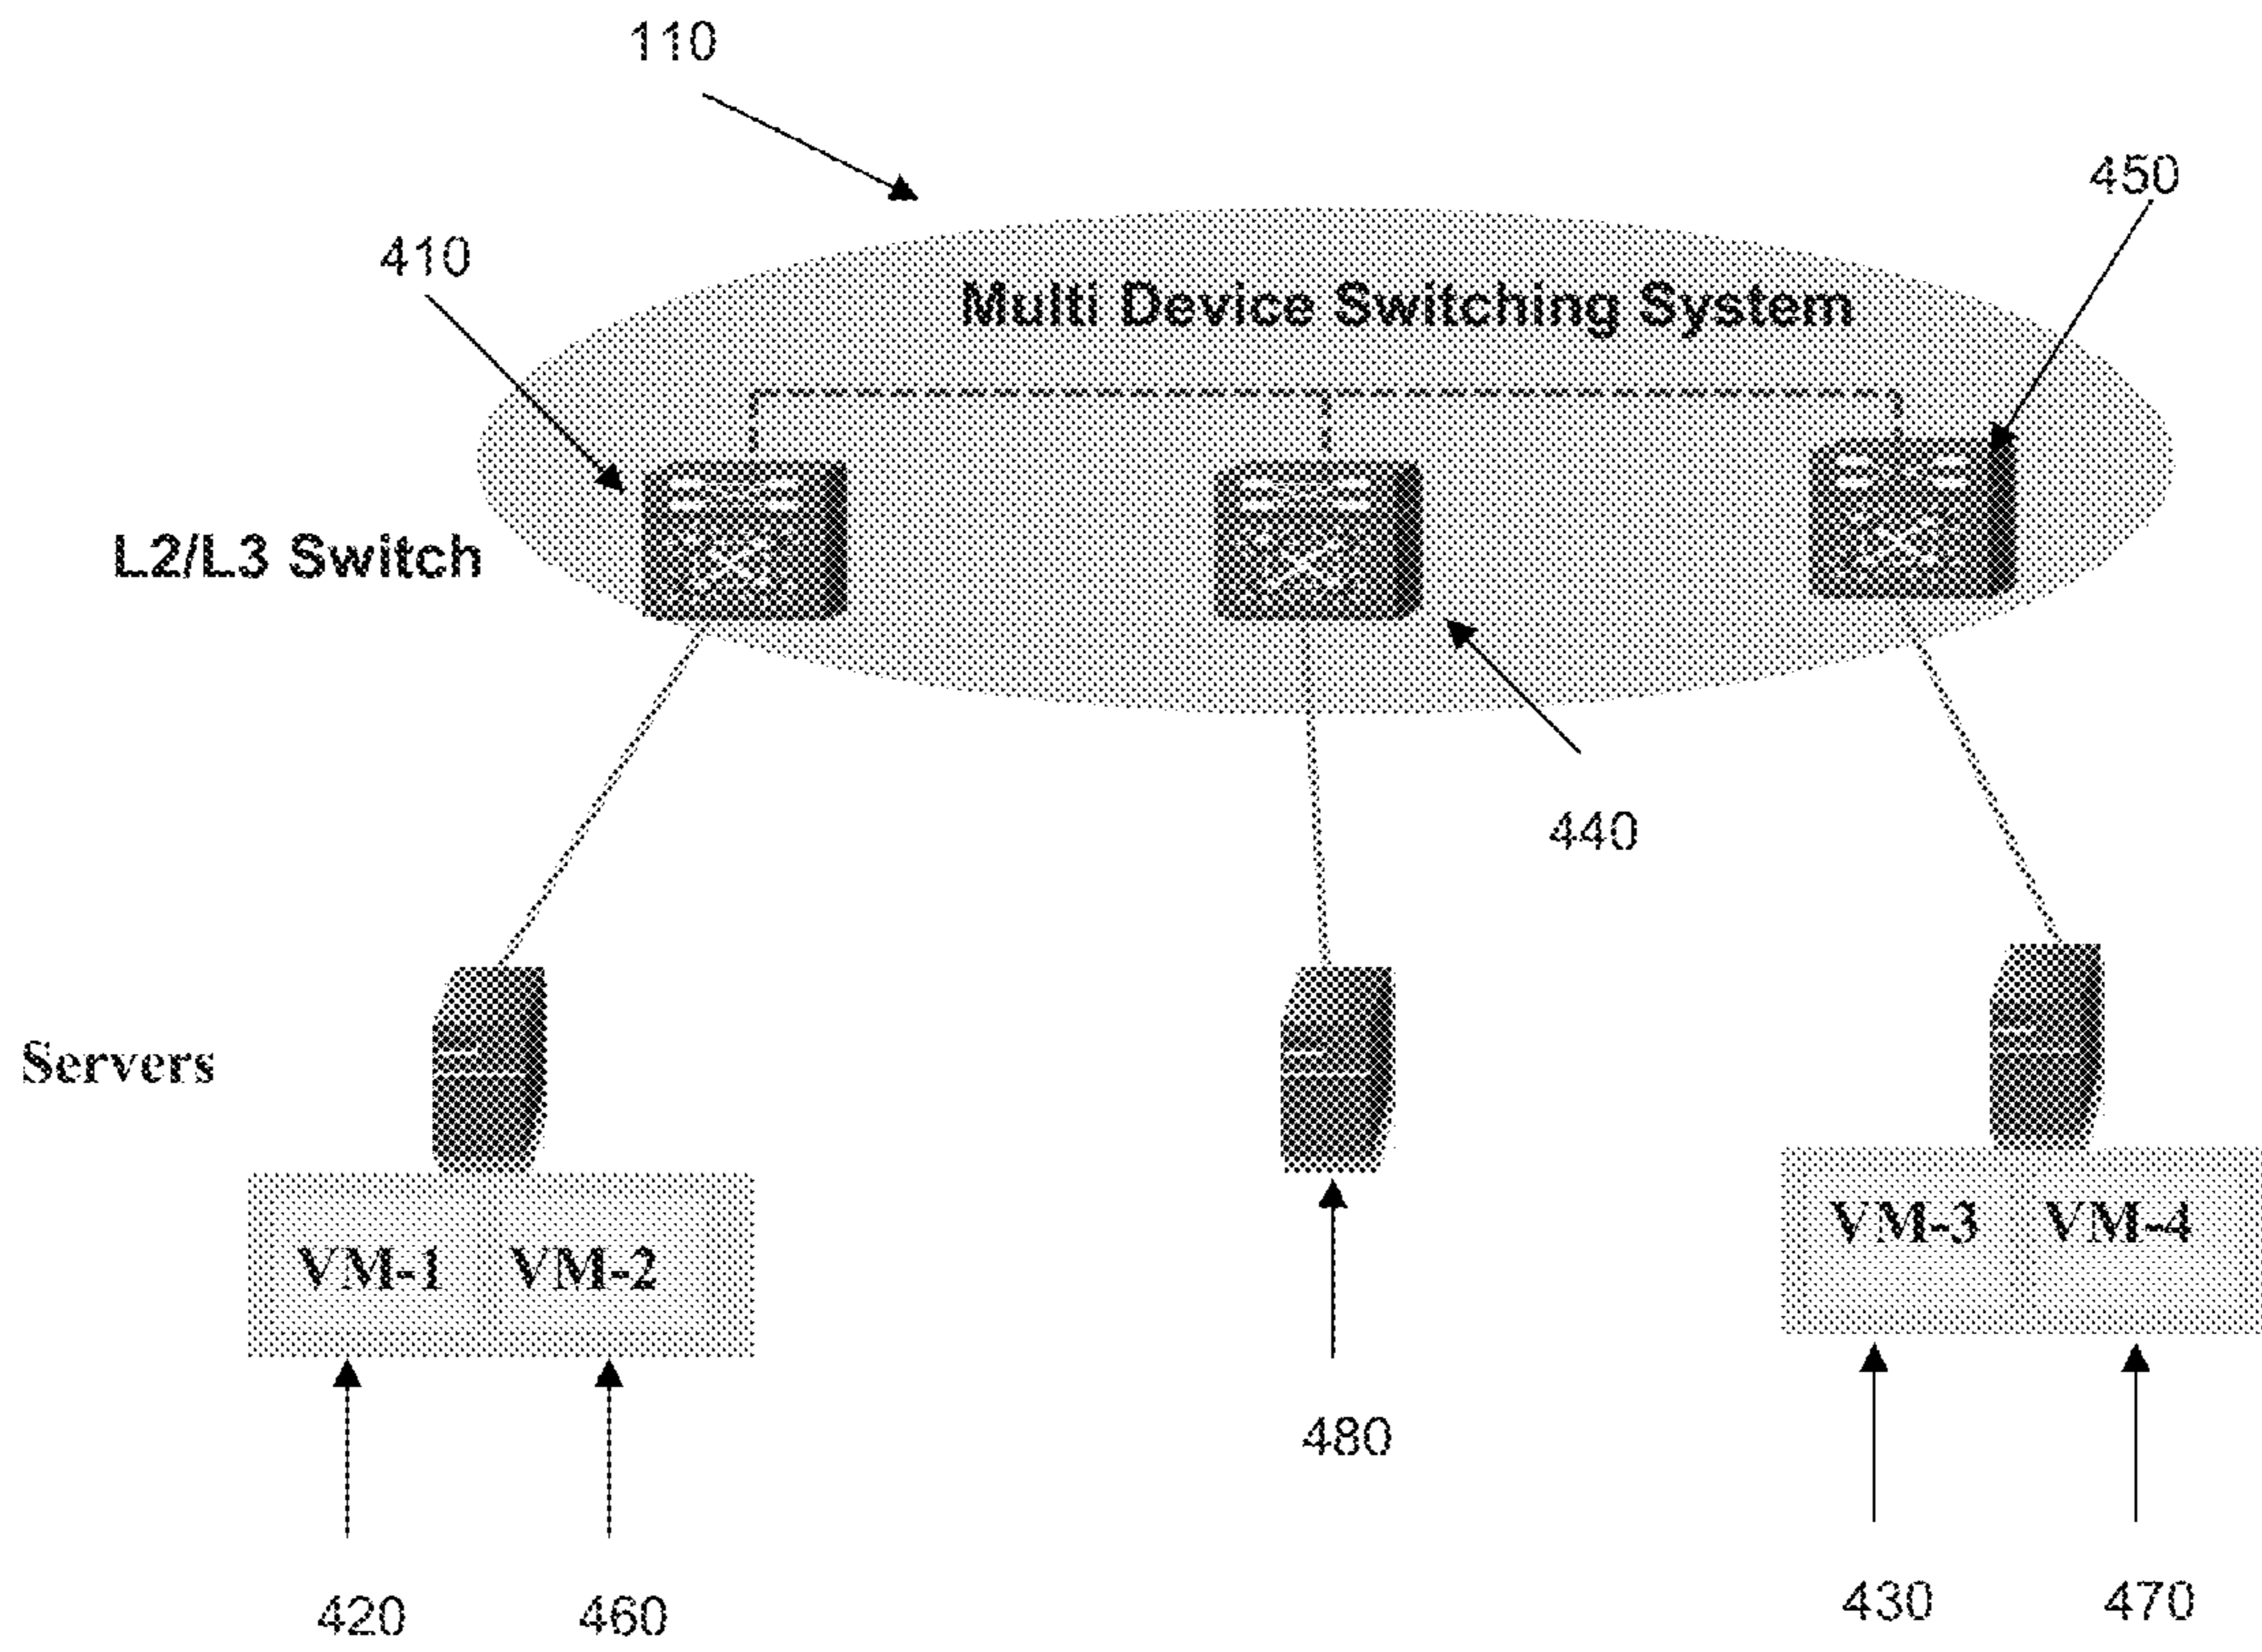 110
450
410
Multi Device Switching System
L2/L3 Switch
440
Servers
VM-1 VM-2
VM-3 VM-4
480
420 460
430 470